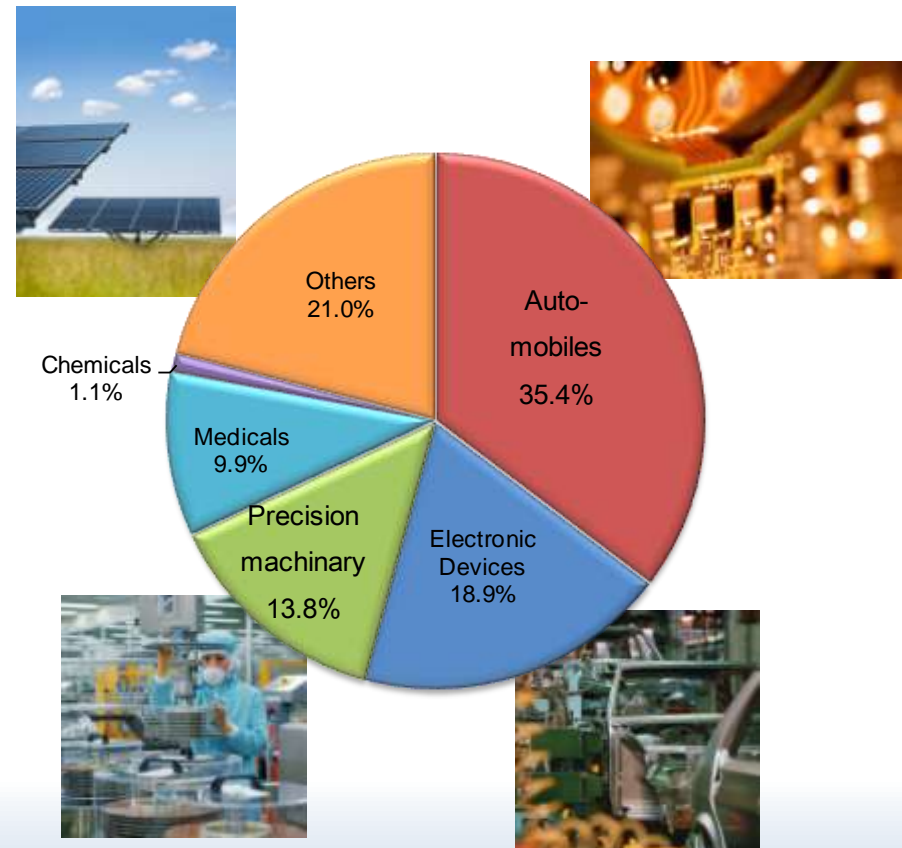 Others
21.0%
Auto-
mobiles
35.4%
Chemicals
1.1%
Medicals
9.9%
Precision
machinary
13.8%
Electronic
Devices
18.9%